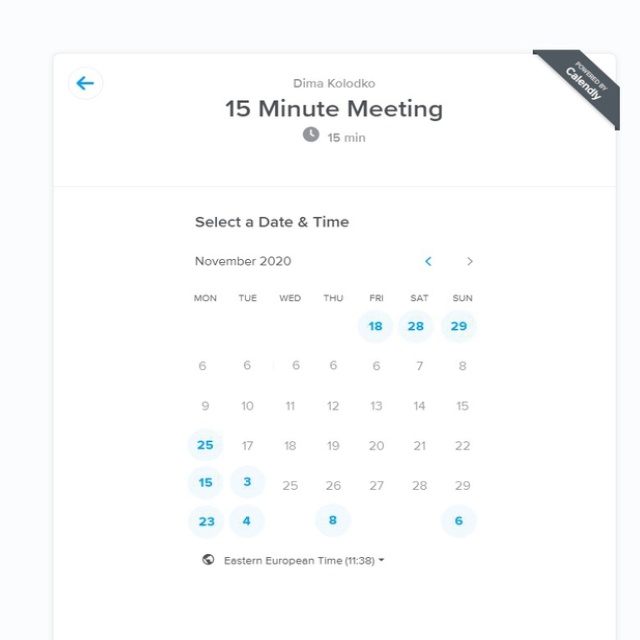 POWERED BY
Calendly
Dima Kolodko
15 Minute Meeting
15 min
Select a Date & Time
November 2020
MON TUE WED THU FRI SAT SUN
18 28 29
6 6 6 6 6 7 8
9 10 11 12 13 14 15
25 17 18 19 20 21 22
15 3 25 26 27 28 29
23 4 8 6
Eastern European Time (11:38)